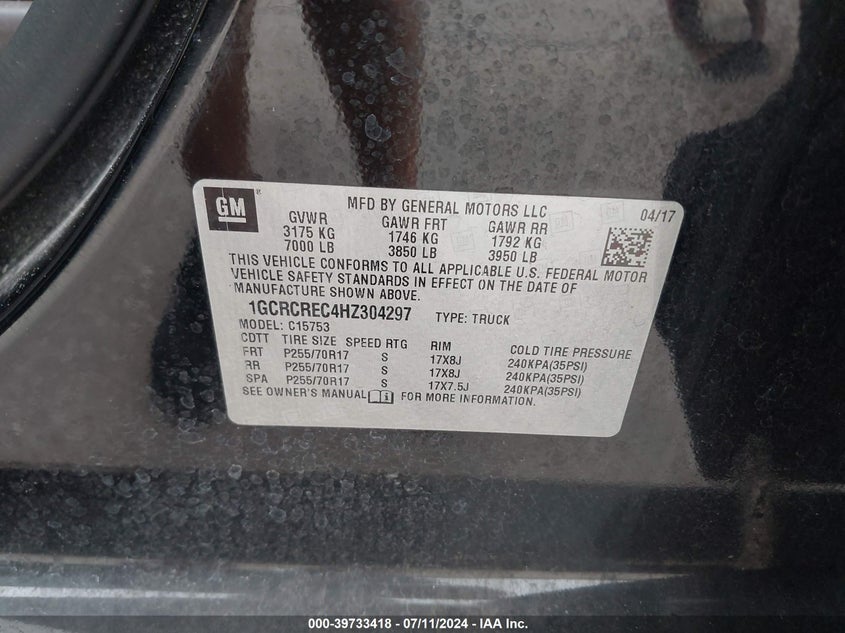 GM ®
MFD BY GENERAL MOTORS LLC
04/17
GVWR GAWR FRT GAWR RR
3175 KG 1746 KG 1792 KG
7000 LB 3850 LB 3950 LB
THIS VEHICLE CONFORMS TO ALL APPLICABLE U.S. FEDERAL MOTOR
VEHICLE SAFETY STANDARDS IN EFFECT ON THE DATE OF
MANUFACTURE SHOWN ABOVE.
1GCRCREC4HZ304297 TYPE: TRUCK
MODEL: C15753
CDTT TIRE SIZE SPEED RTG RIM COLD TIRE PRESSURE
FRT P255/70R17 S 17X8J 240KPA(35PSI)
RR P255/70R17 S 17X8J 240KPA(35PSI)
SPA P255/70R17 S 17X7.5J 240KPA(35PSI)
SEE OWNER'S MANUAL FOR MORE INFORMATION.
000-39733418 - 07/11/2024 - IAA Inc.